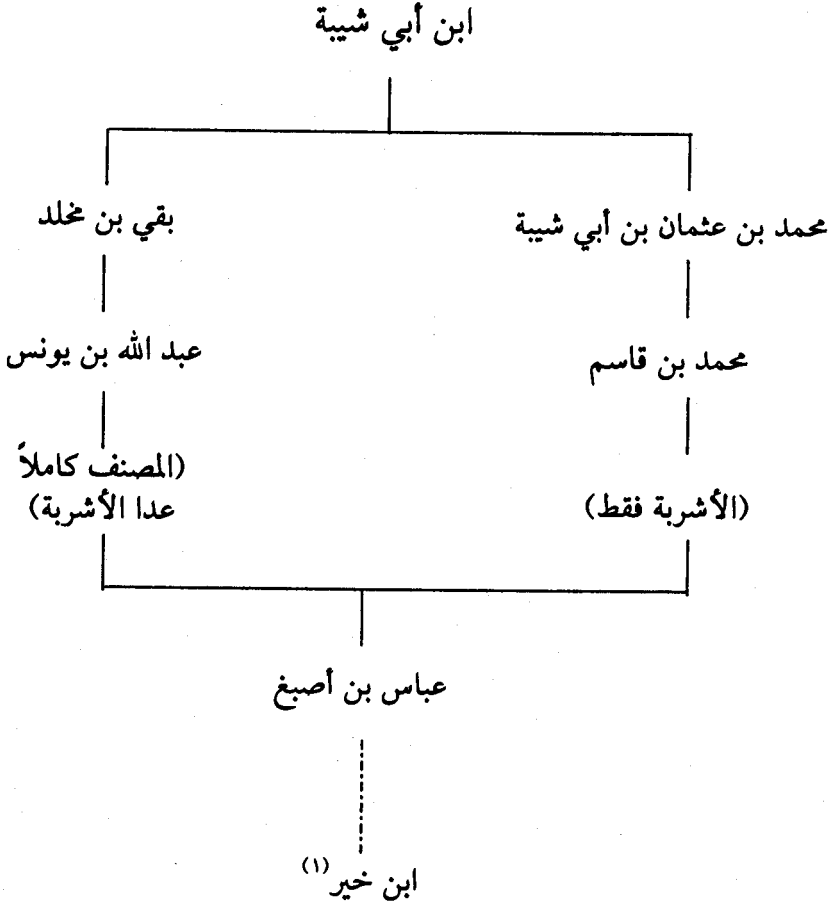 ابن أبي شيبة
محمد بن عثمان بن أبي شيبة
بقي بن مخلد
محمد بن قاسم
عبد الله بن يونس
(الأشربة فقط)
(المصنف كاملاً
عدا الأشربة)
عباس بن أصبغ
ابن خير(١)